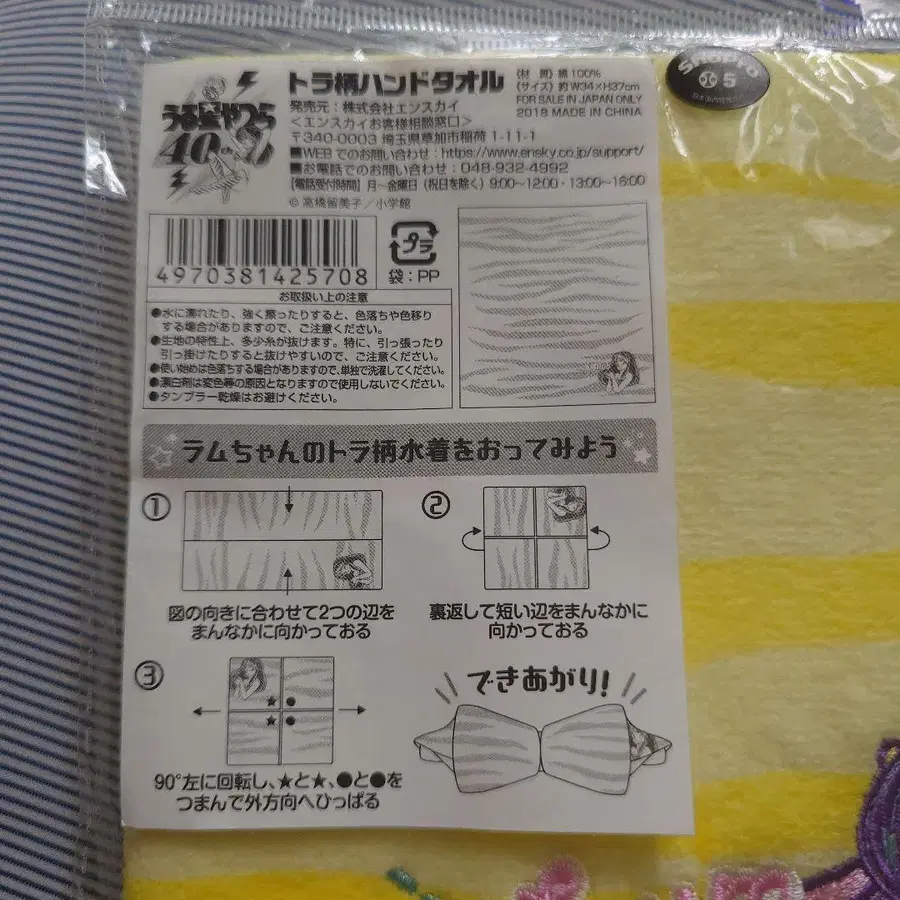 うる星やつら
40th
トラ柄ハンドタオル
発売元：株式会社エンスカイ
<エンスカイお客様相談窓口>
〒340-0003 埼玉県草加市稲荷 1-11-1
■WEBでのお問い合わせ：https://www.ensky.co.jp/support/
■お電話でのお問い合わせ：048-932-4992
【電話受付時間】月～金曜日（祝日を除く）9:00～12:00・13:00～16:00
© 高橋留美子／小学館
（材 質）綿100%
（サイズ）約 W34×H37cm
FOR SALE IN JAPAN ONLY
2018 MADE IN CHINA
ShoPro
5
4970381425708
プラ
袋：PP
お取扱い上の注意
●水に濡れたり、強く擦ったりすると、色落ちや色移り
する場合がありますので、ご注意ください。
●生地の特性上、多少糸が抜けます。特に、引っ張ったり
引っ掛けたりすると抜けやすいので、ご注意ください。
●使い始めは色落ちする場合がありますので、単独で洗濯してください。
●漂白剤は変色等の原因となりますので使用しないでください。
●タンブラー乾燥はお避けください。
ラムちゃんのトラ柄水着をおってみよう
①
図の向きに合わせて2つの辺を
まんなかに向かっておる
②
裏返して短い辺をまんなかに
向かっておる
③
★ ●
★ ●
90°左に回転し、★と★、●と●を
つまんで外方向へひっぱる
できあがり!